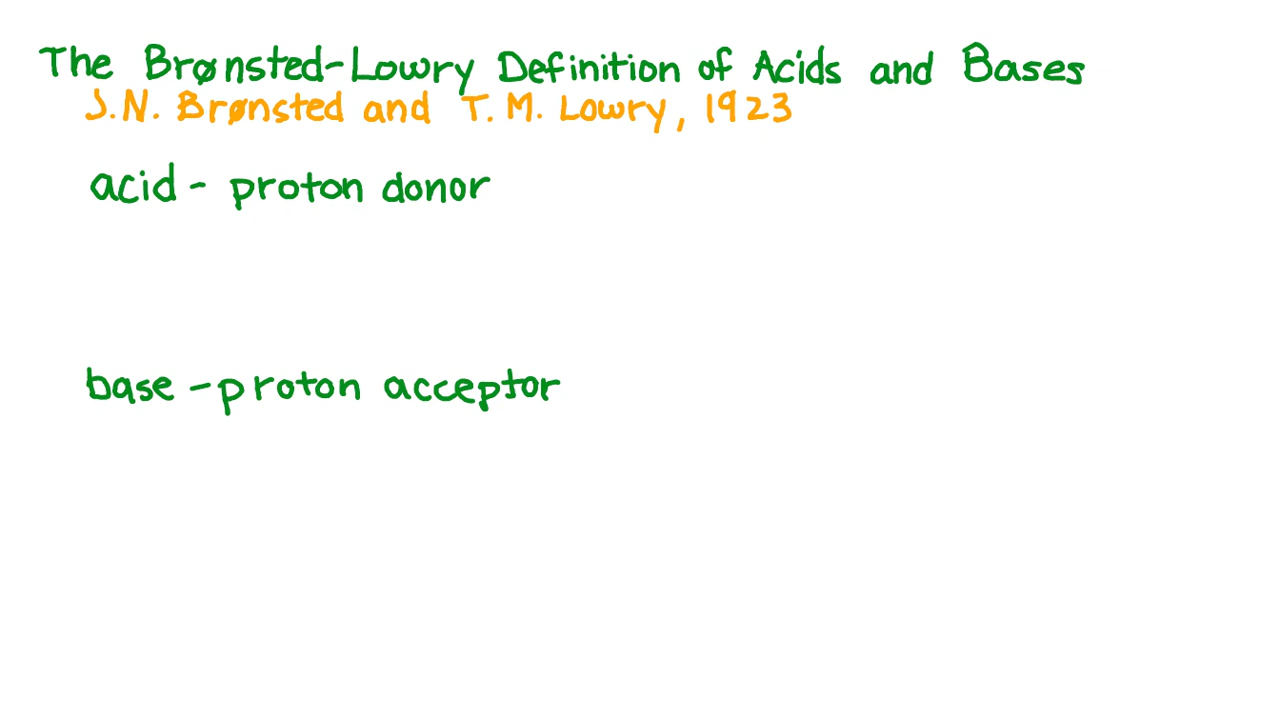 The Brønsted-Lowry Definition of Acids and Bases
J.N. Brønsted and T.M. Lowry, 1923
acid - proton donor
base - proton acceptor